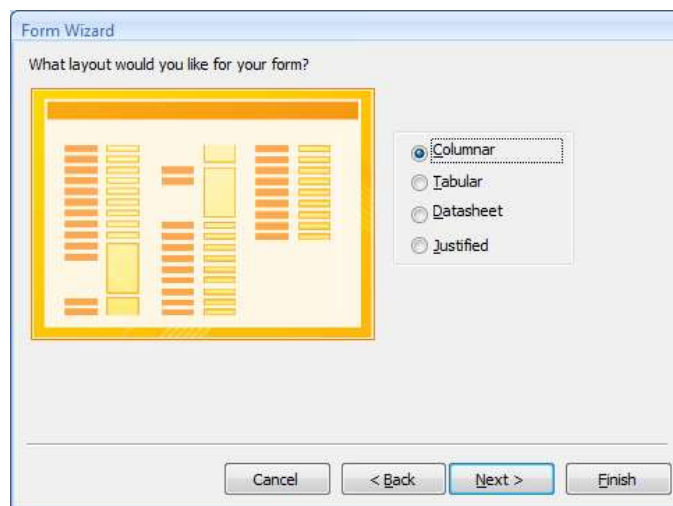 Form Wizard
What layout would you like for your form?
Columnar
Tabular
Datasheet
Justified
Cancel
< Back
Next >
Finish